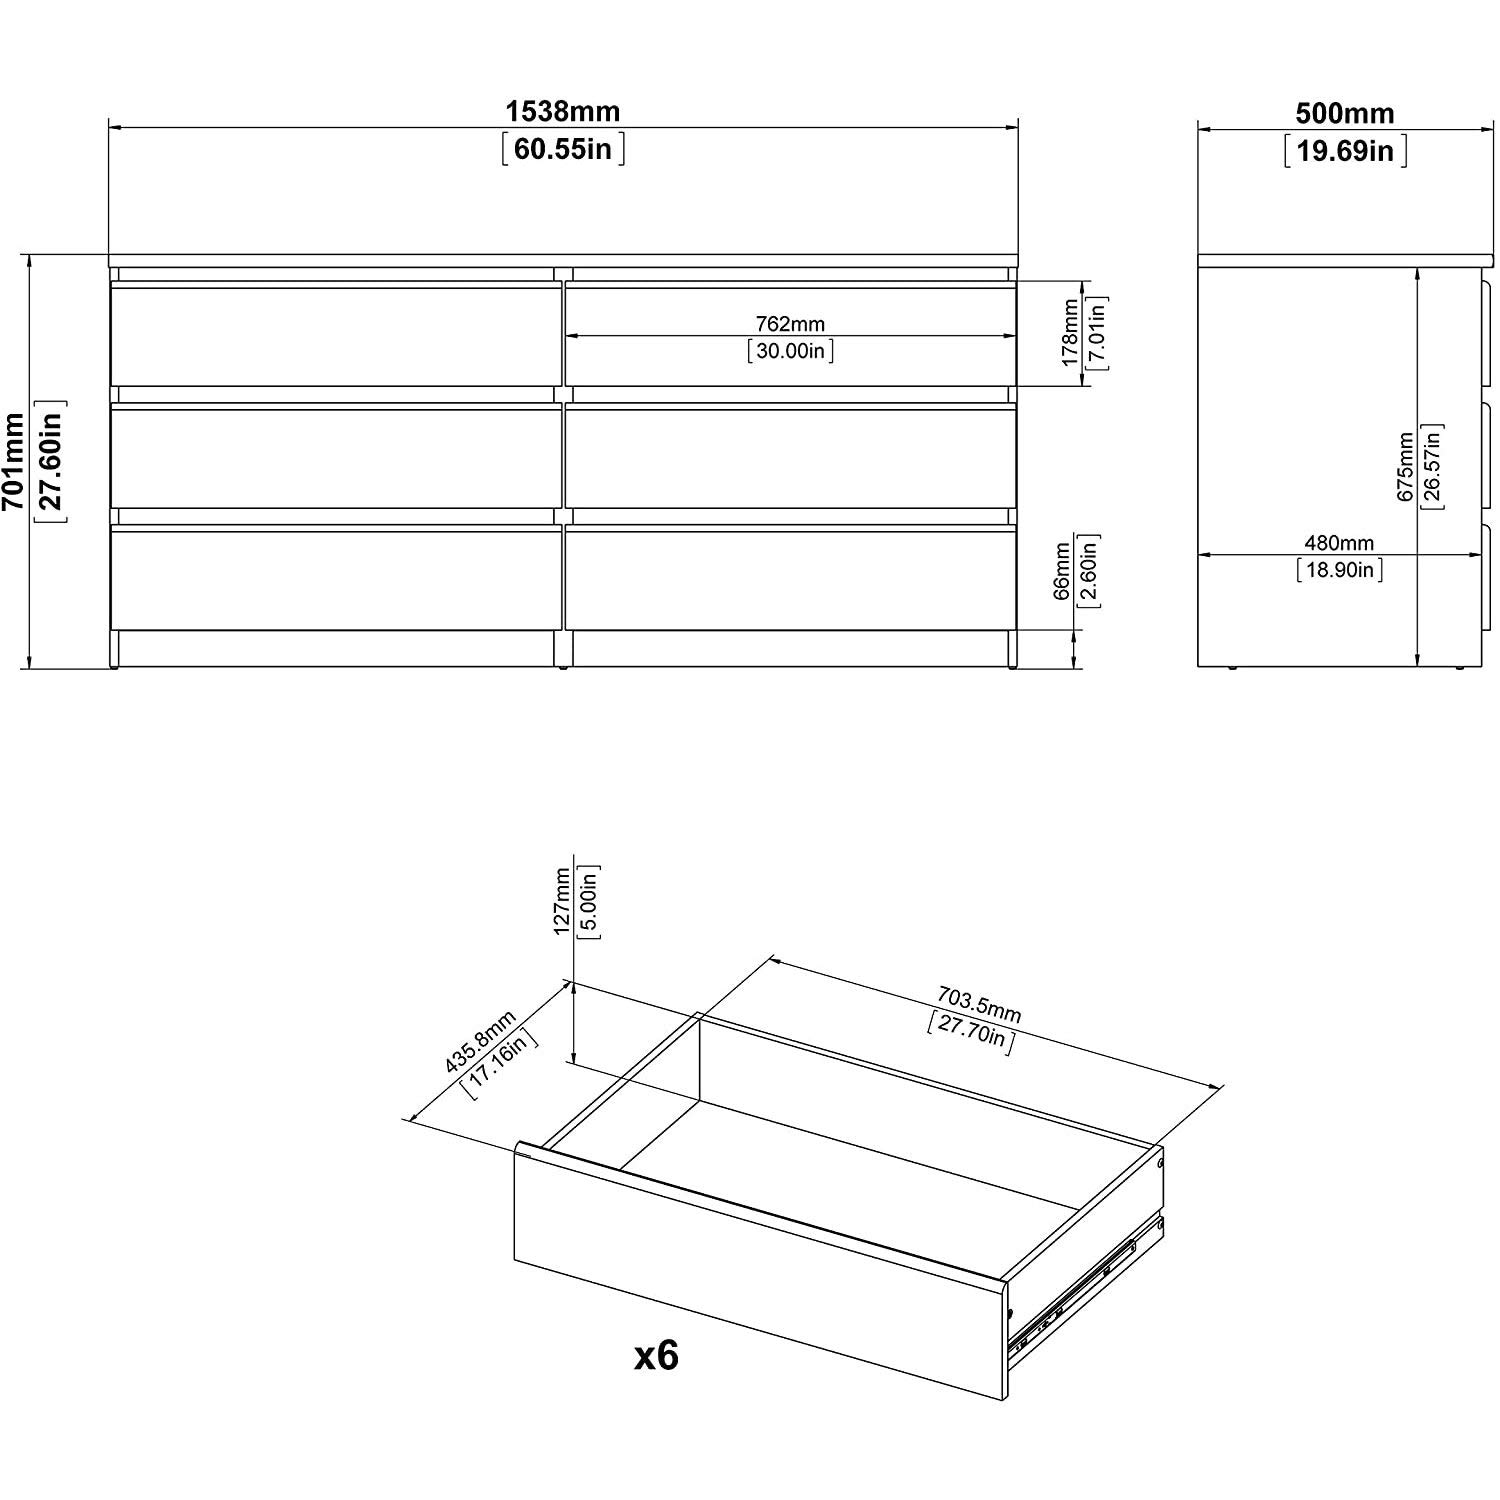 1538mm
[60.55in]
500mm
[19.69in]
701mm
[27.60in]
762mm
[30.00in]
178mm
[7.01in]
66mm
[2.60in]
675mm
[26.57in]
480mm
[18.90in]
127mm
[5.00in]
435.8mm
[17.16in]
703.5mm
[27.70in]
x6